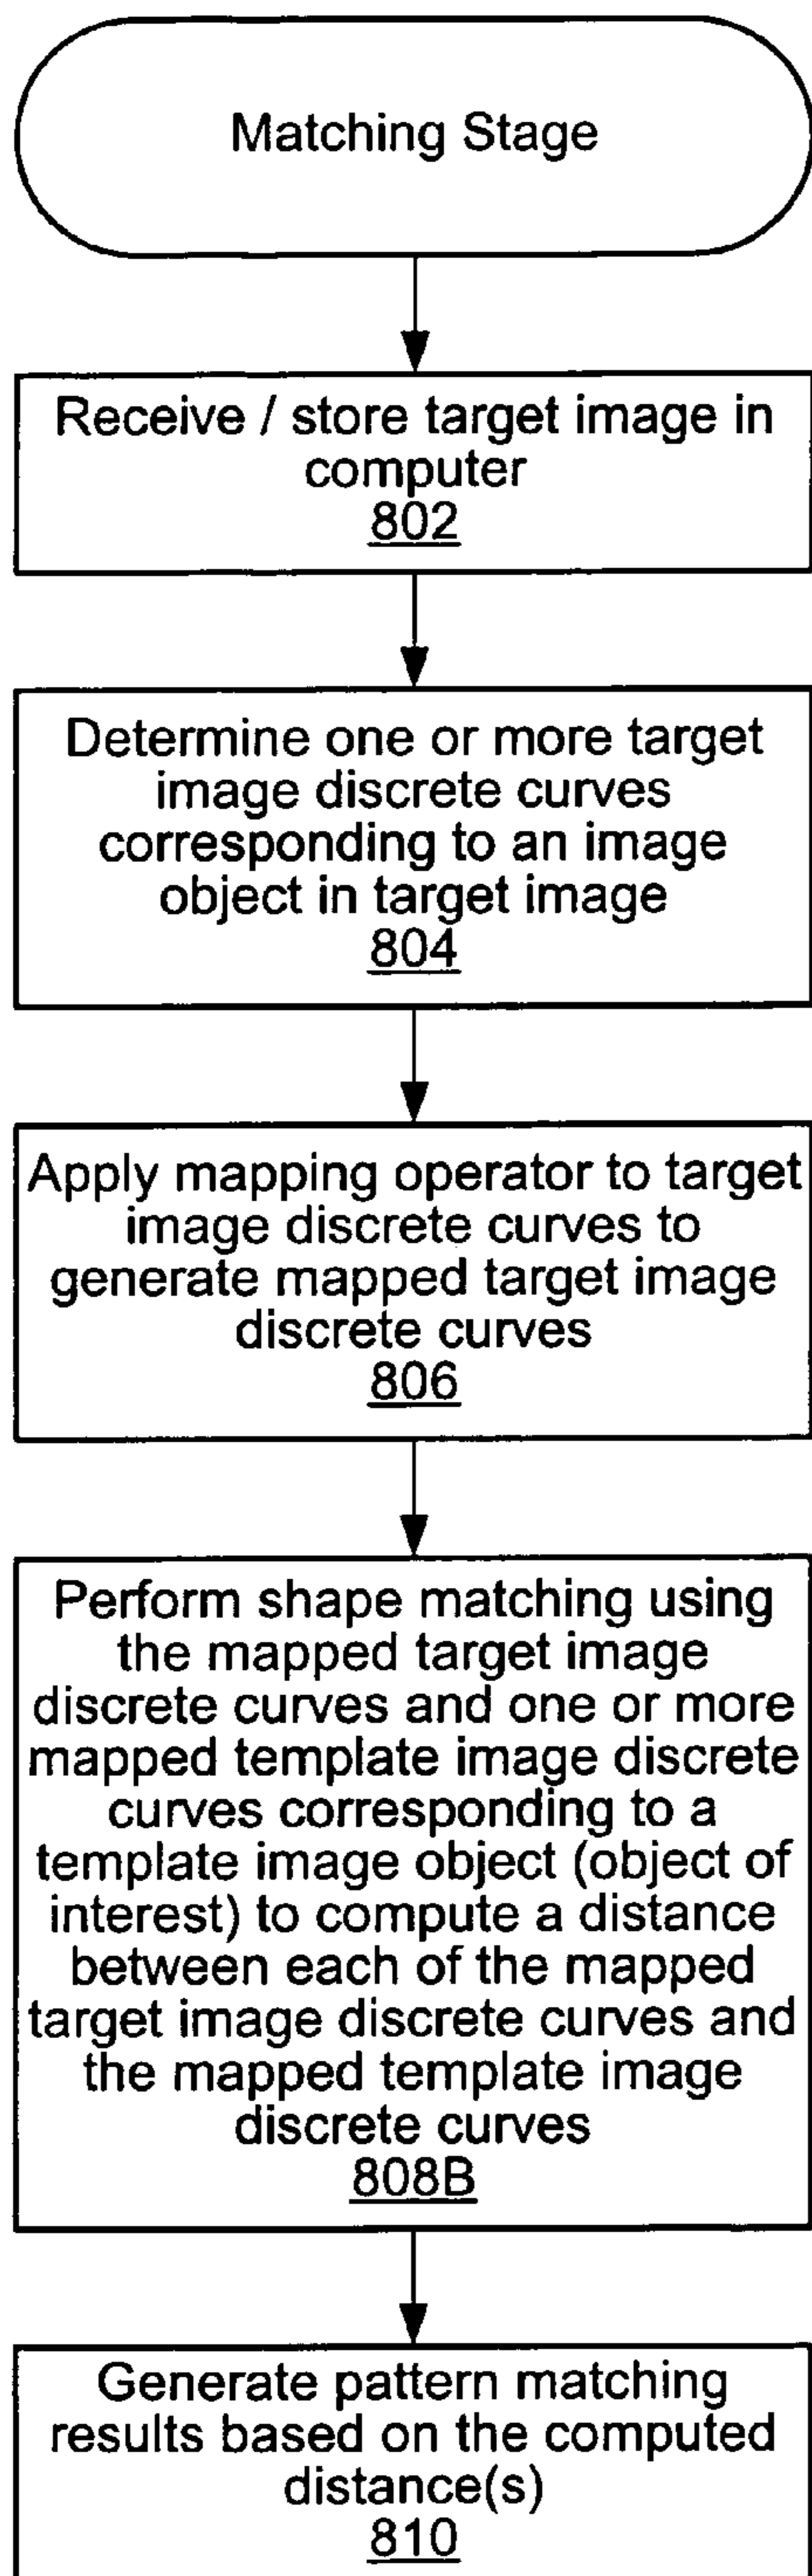 Matching Stage
Receive / store target image in
computer
802
Determine one or more target
image discrete curves
corresponding to an image
object in target image
804
Apply mapping operator to target
image discrete curves to
generate mapped target image
discrete curves
806
Perform shape matching using
the mapped target image
discrete curves and one or more
mapped template image discrete
curves corresponding to a
template image object (object of
interest) to compute a distance
between each of the mapped
target image discrete curves and
the mapped template image
discrete curves
808B
Generate pattern matching
results based on the computed
distance(s)
810